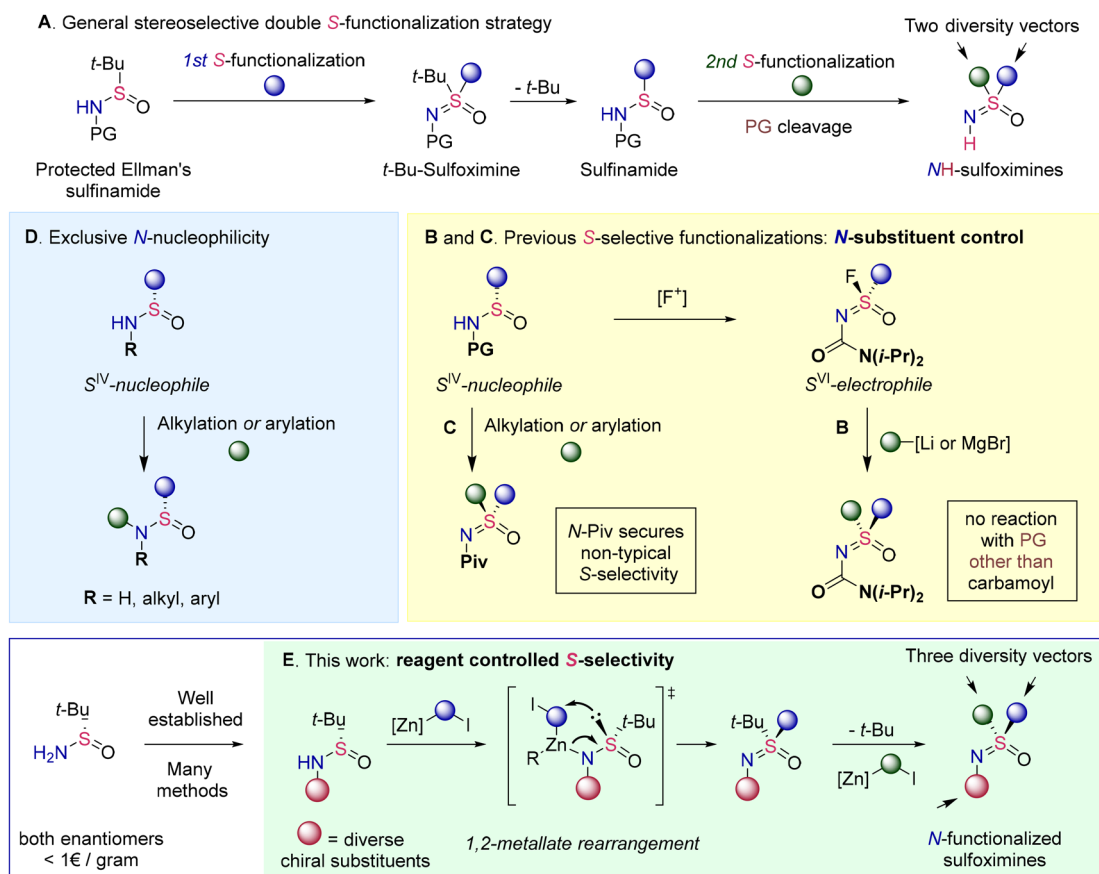 A. General stereoselective double S-functionalization strategy
t-Bu
S
O
HN
PG
Protected Ellman's
sulfinamide
1st S-functionalization
t-Bu
S
O
N
PG
t-Bu-Sulfoximine
- t-Bu
S
O
HN
PG
Sulfinamide
2nd S-functionalization
PG cleavage
Two diversity vectors
S
O
N
H
NH-sulfoximines
D. Exclusive N-nucleophilicity
S
O
HN
R
S^IV-nucleophile
Alkylation or arylation
S
O
N
R
R = H, alkyl, aryl
B and C. Previous S-selective functionalizations: N-substituent control
S
O
HN
PG
S^IV-nucleophile
[F+]
F
S
O
N
O
N(i-Pr)2
S^VI-electrophile
C
Alkylation or arylation
S
O
N
Piv
N-Piv secures
non-typical
S-selectivity
B
[Li or MgBr]
S
O
N
O
N(i-Pr)2
no reaction
with PG
other than
carbamoyl
t-Bu
S
O
H2N
both enantiomers
< 1€ / gram
Well
established
Many
methods
E. This work: reagent controlled S-selectivity
t-Bu
S
O
HN
= diverse
chiral substituents
[Zn]
I
I
Zn
R
N
S
t-Bu
O
‡
1,2-metallate rearrangement
t-Bu
S
O
N
- t-Bu
[Zn]
I
Three diversity vectors
S
O
N
N-functionalized
sulfoximines